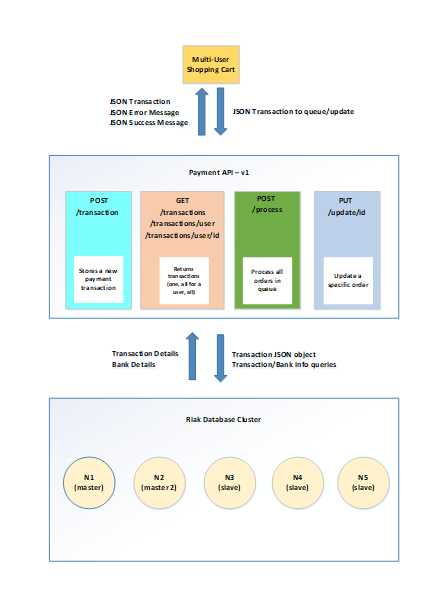 Multi-User
Shopping Cart
JSON Transaction
JSON Error Message
JSON Success Message
JSON Transaction to queue/update
Payment API – v1
POST
/transaction
Stores a new
payment
transaction
GET
/transactions
/transactions/user
/transactions/user/id
Returns
transactions
(one, all for a
user, all)
POST
/process
Process all
orders in
queue
PUT
/update/id
Update a
specific order
Transaction Details
Bank Details
Transaction JSON object
Transaction/Bank Info queries
Riak Database Cluster
N1
(master)
N2
(master 2)
N3
(slave)
N4
(slave)
N5
(slave)